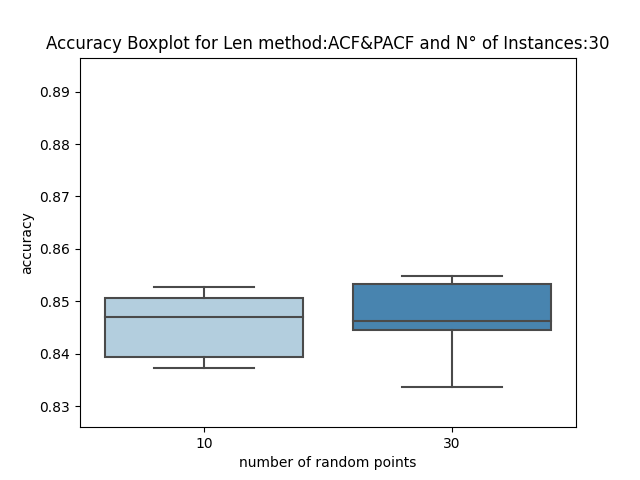 Accuracy Boxplot for Len method:ACF&PACF and N° of Instances:30
0.89
0.88
0.87
0.86
0.85
0.84
0.83
accuracy
10 30
number of random points